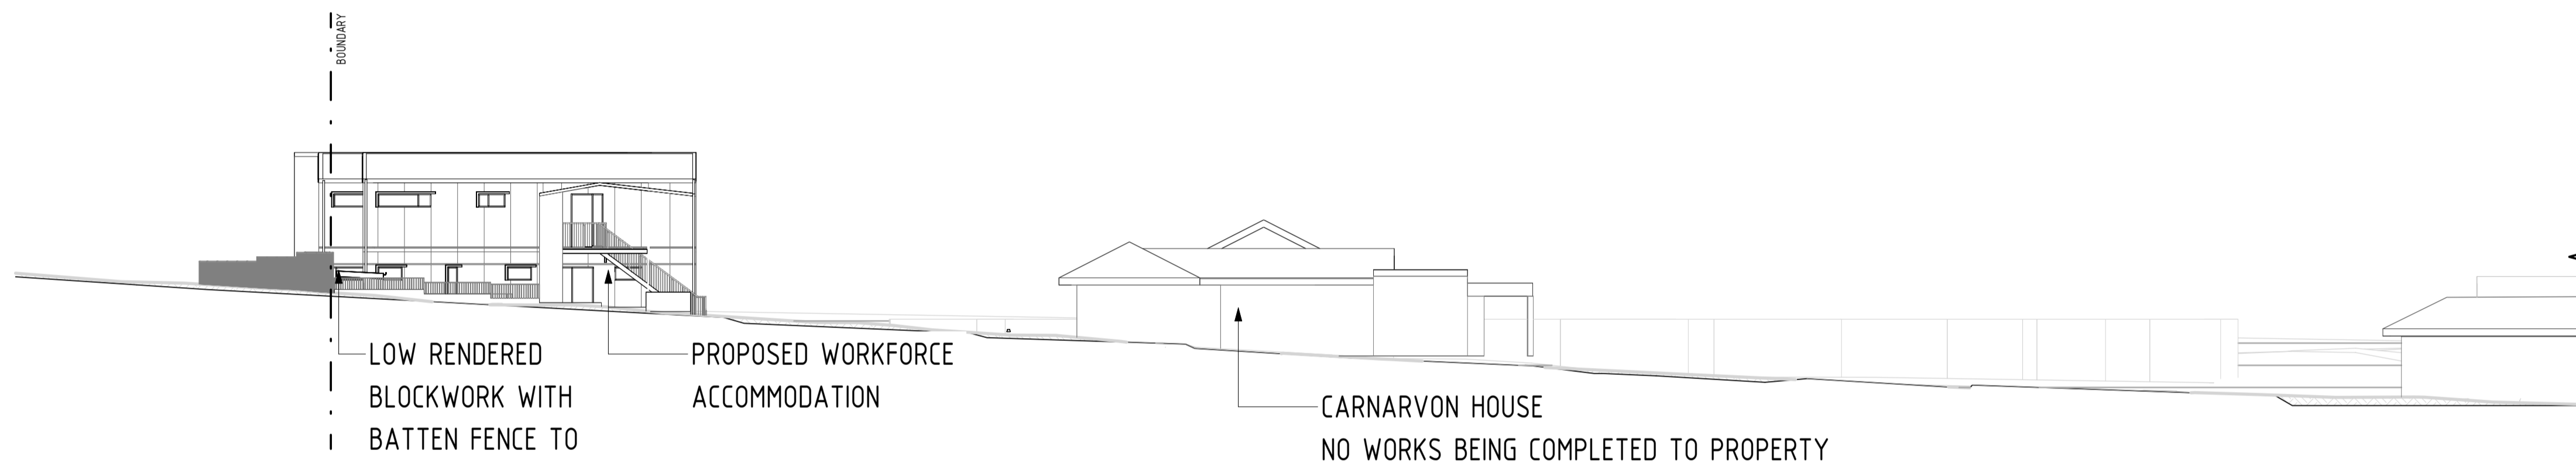 BOUNDARY
LOW RENDERED
BLOCKWORK WITH
BATTEN FENCE TO
PROPOSED WORKFORCE
ACCOMMODATION
CARNARVON HOUSE
NO WORKS BEING COMPLETED TO PROPERTY